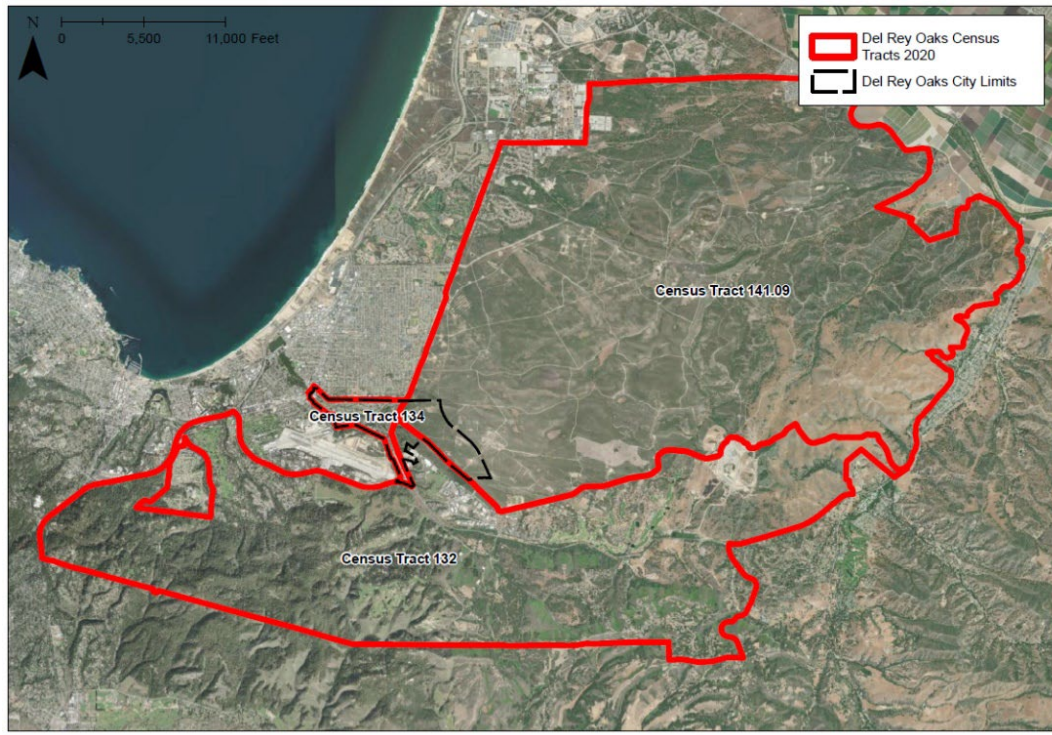 N
0 5,500 11,000 Feet
Del Rey Oaks Census
Tracts 2020
Del Rey Oaks City Limits
Census Tract 141.09
Census Tract 134
Census Tract 132